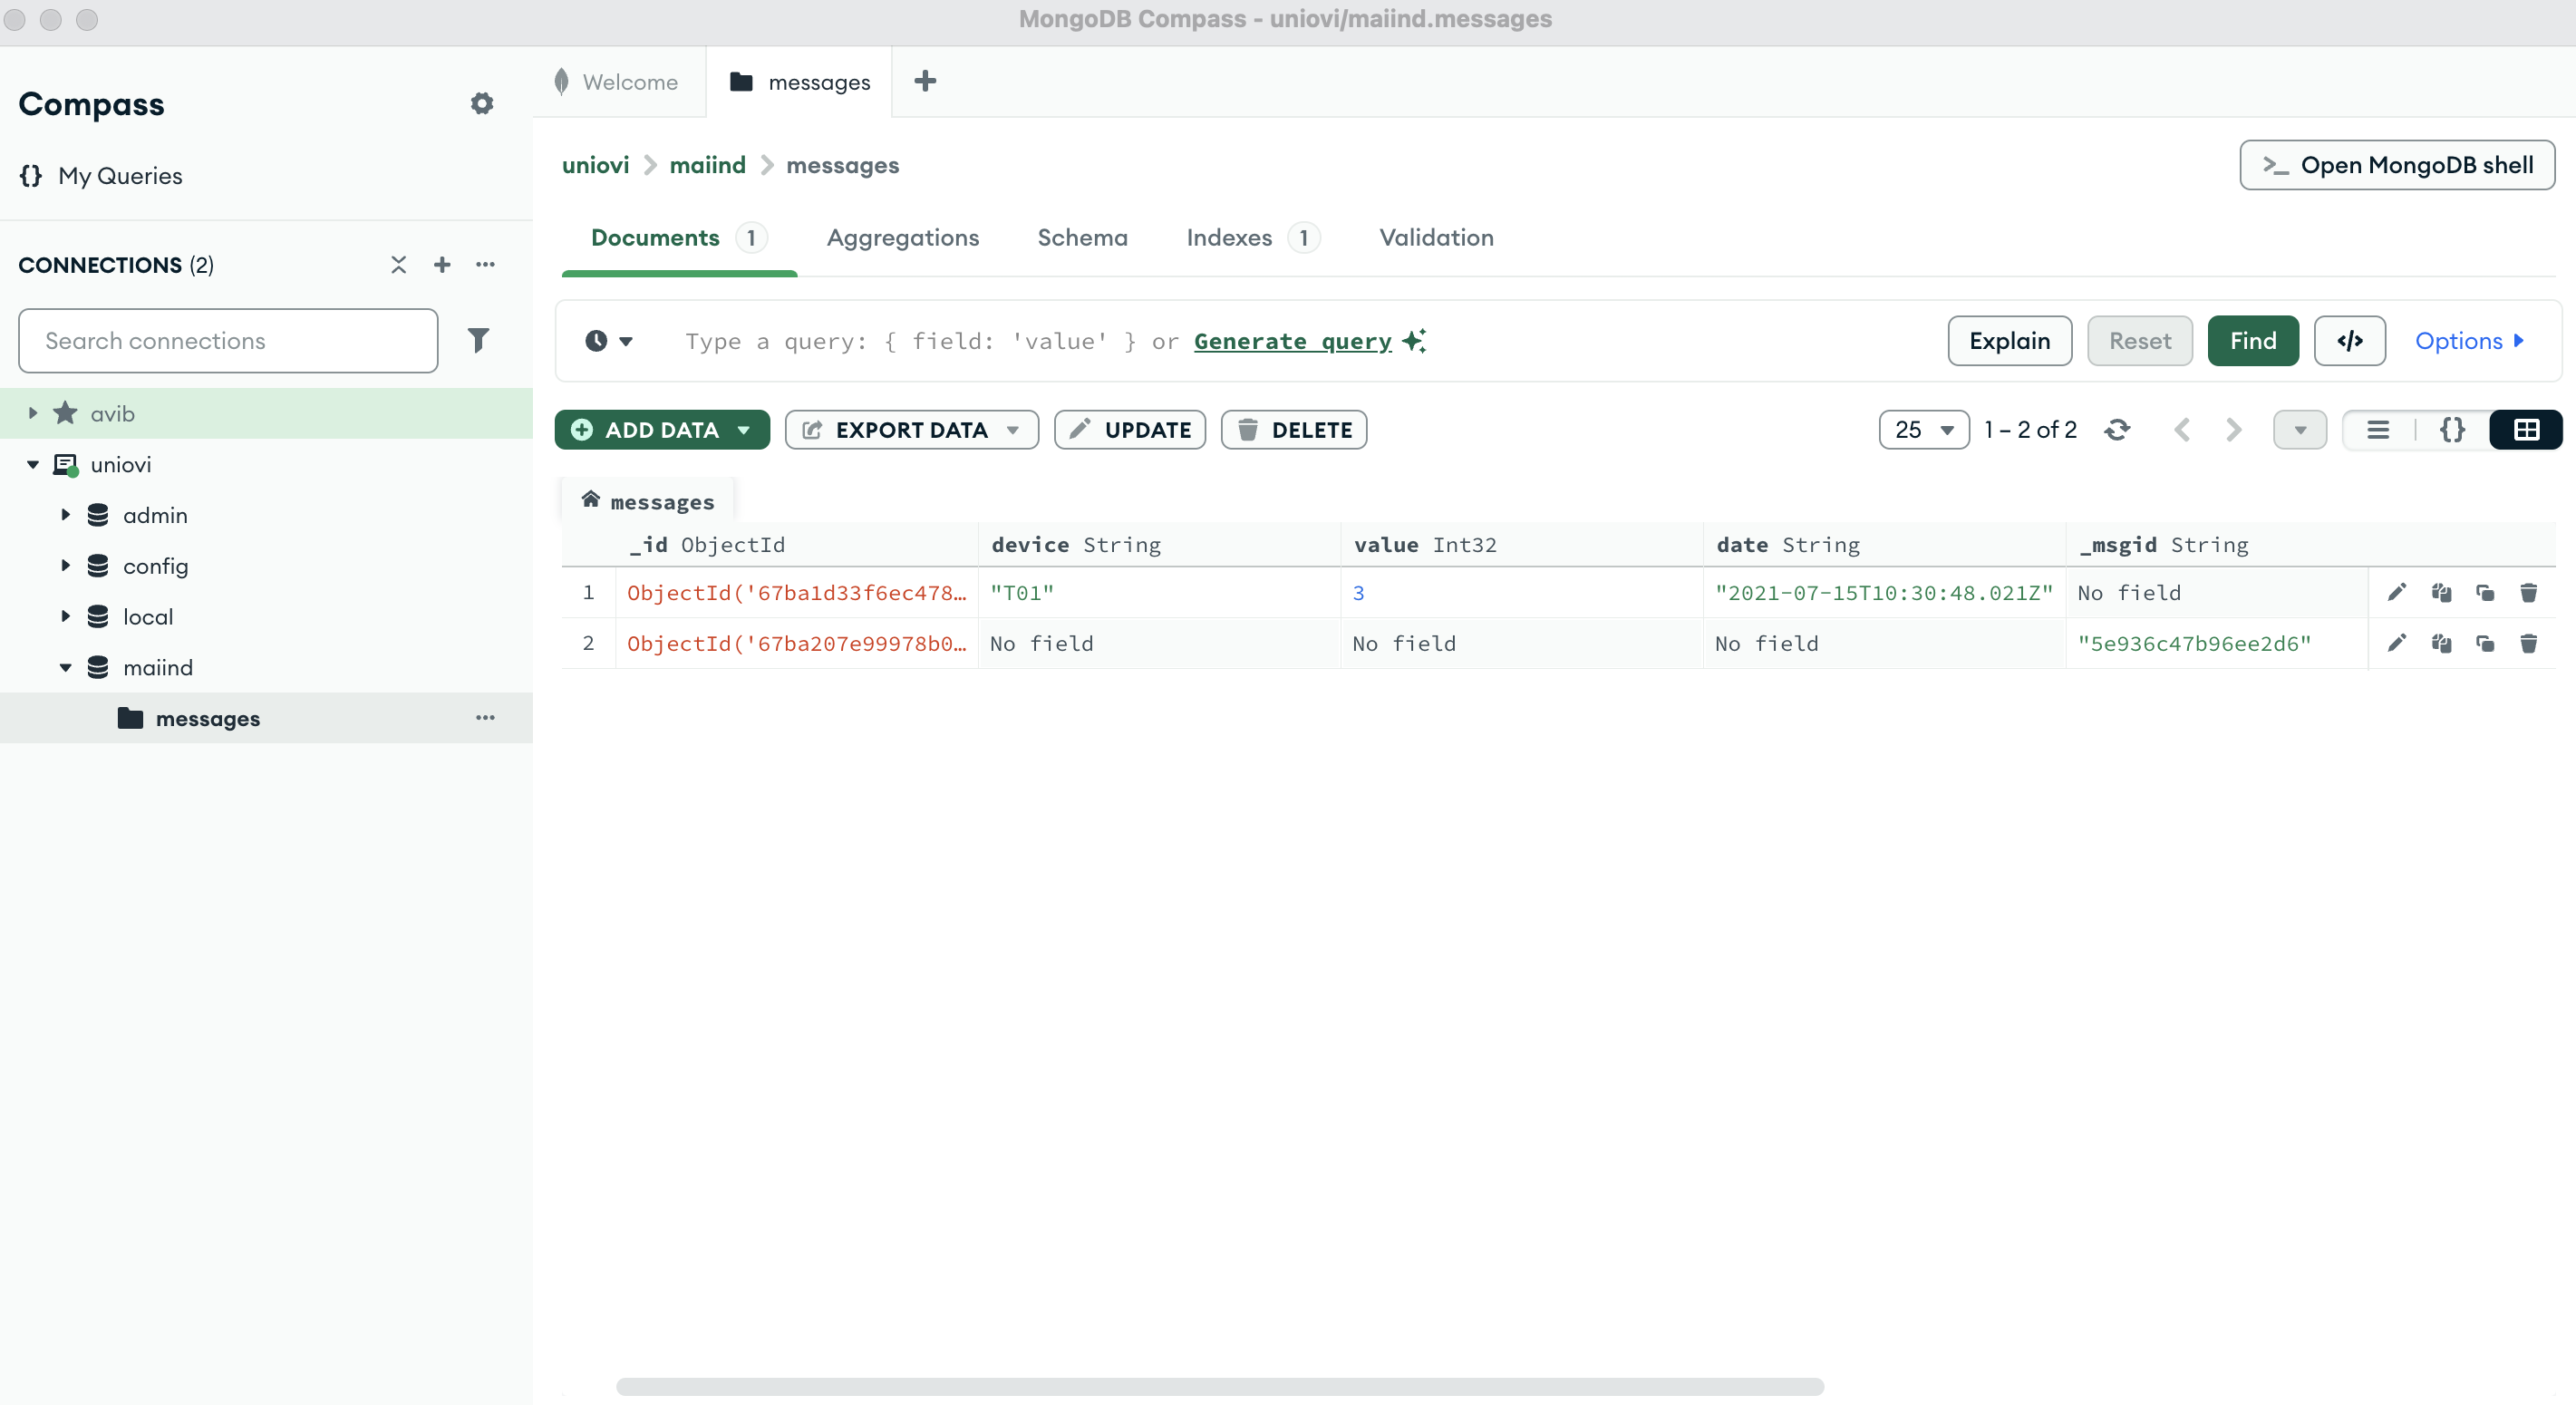 MongoDB Compass - uniovi/maiind.messages
Compass
My Queries
CONNECTIONS (2)
Search connections
avib
uniovi
admin
config
local
maiind
messages
Welcome
messages
uniovi > maiind > messages
>_ Open MongoDB shell
Documents 1 Aggregations Schema Indexes 1 Validation
Type a query: { field: 'value' } or Generate query
Explain Reset Find </> Options
ADD DATA EXPORT DATA UPDATE DELETE
25 1 – 2 of 2 {}
messages
_id ObjectId device String value Int32 date String _msgid String
1 ObjectId('67ba1d33f6ec478… "T01" 3 "2021-07-15T10:30:48.021Z" No field
2 ObjectId('67ba207e99978b0… No field No field No field "5e936c47b96ee2d6"